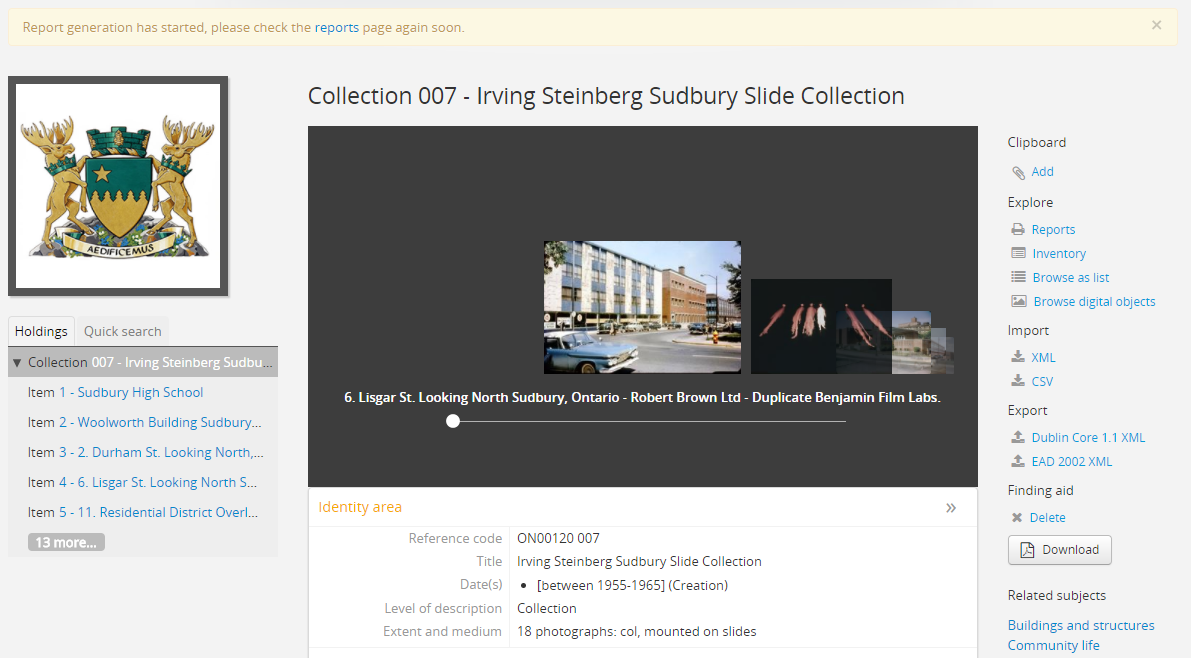 Report generation has started, please check the reports page again soon.
×
AEDIFICEMUS
Holdings
Quick search
▼ Collection 007 - Irving Steinberg Sudbu...
Item 1 - Sudbury High School
Item 2 - Woolworth Building Sudbury...
Item 3 - 2. Durham St. Looking North,...
Item 4 - 6. Lisgar St. Looking North S...
Item 5 - 11. Residential District Overl...
13 more...
Collection 007 - Irving Steinberg Sudbury Slide Collection
6. Lisgar St. Looking North Sudbury, Ontario - Robert Brown Ltd - Duplicate Benjamin Film Labs.
Identity area »
Reference code ON00120 007
Title Irving Steinberg Sudbury Slide Collection
Date(s) • [between 1955-1965] (Creation)
Level of description Collection
Extent and medium 18 photographs: col, mounted on slides
Clipboard
Add
Explore
Reports
Inventory
Browse as list
Browse digital objects
Import
XML
CSV
Export
Dublin Core 1.1 XML
EAD 2002 XML
Finding aid
Delete
Download
Related subjects
Buildings and structures
Community life